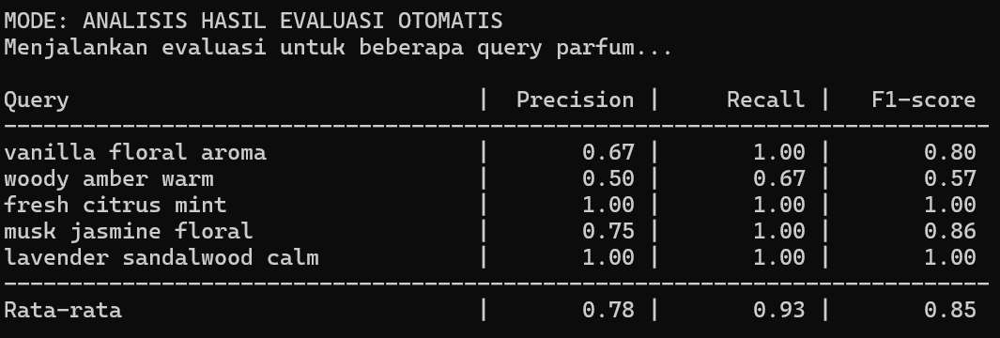 MODE: ANALISIS HASIL EVALUASI OTOMATIS
Menjalankan evaluasi untuk beberapa query parfum...
Query | Precision | Recall | F1-score
---------------------------------------------------------------------------
vanilla floral aroma | 0.67 | 1.00 | 0.80
woody amber warm | 0.50 | 0.67 | 0.57
fresh citrus mint | 1.00 | 1.00 | 1.00
musk jasmine floral | 0.75 | 1.00 | 0.86
lavender sandalwood calm | 1.00 | 1.00 | 1.00
---------------------------------------------------------------------------
Rata-rata | 0.78 | 0.93 | 0.85